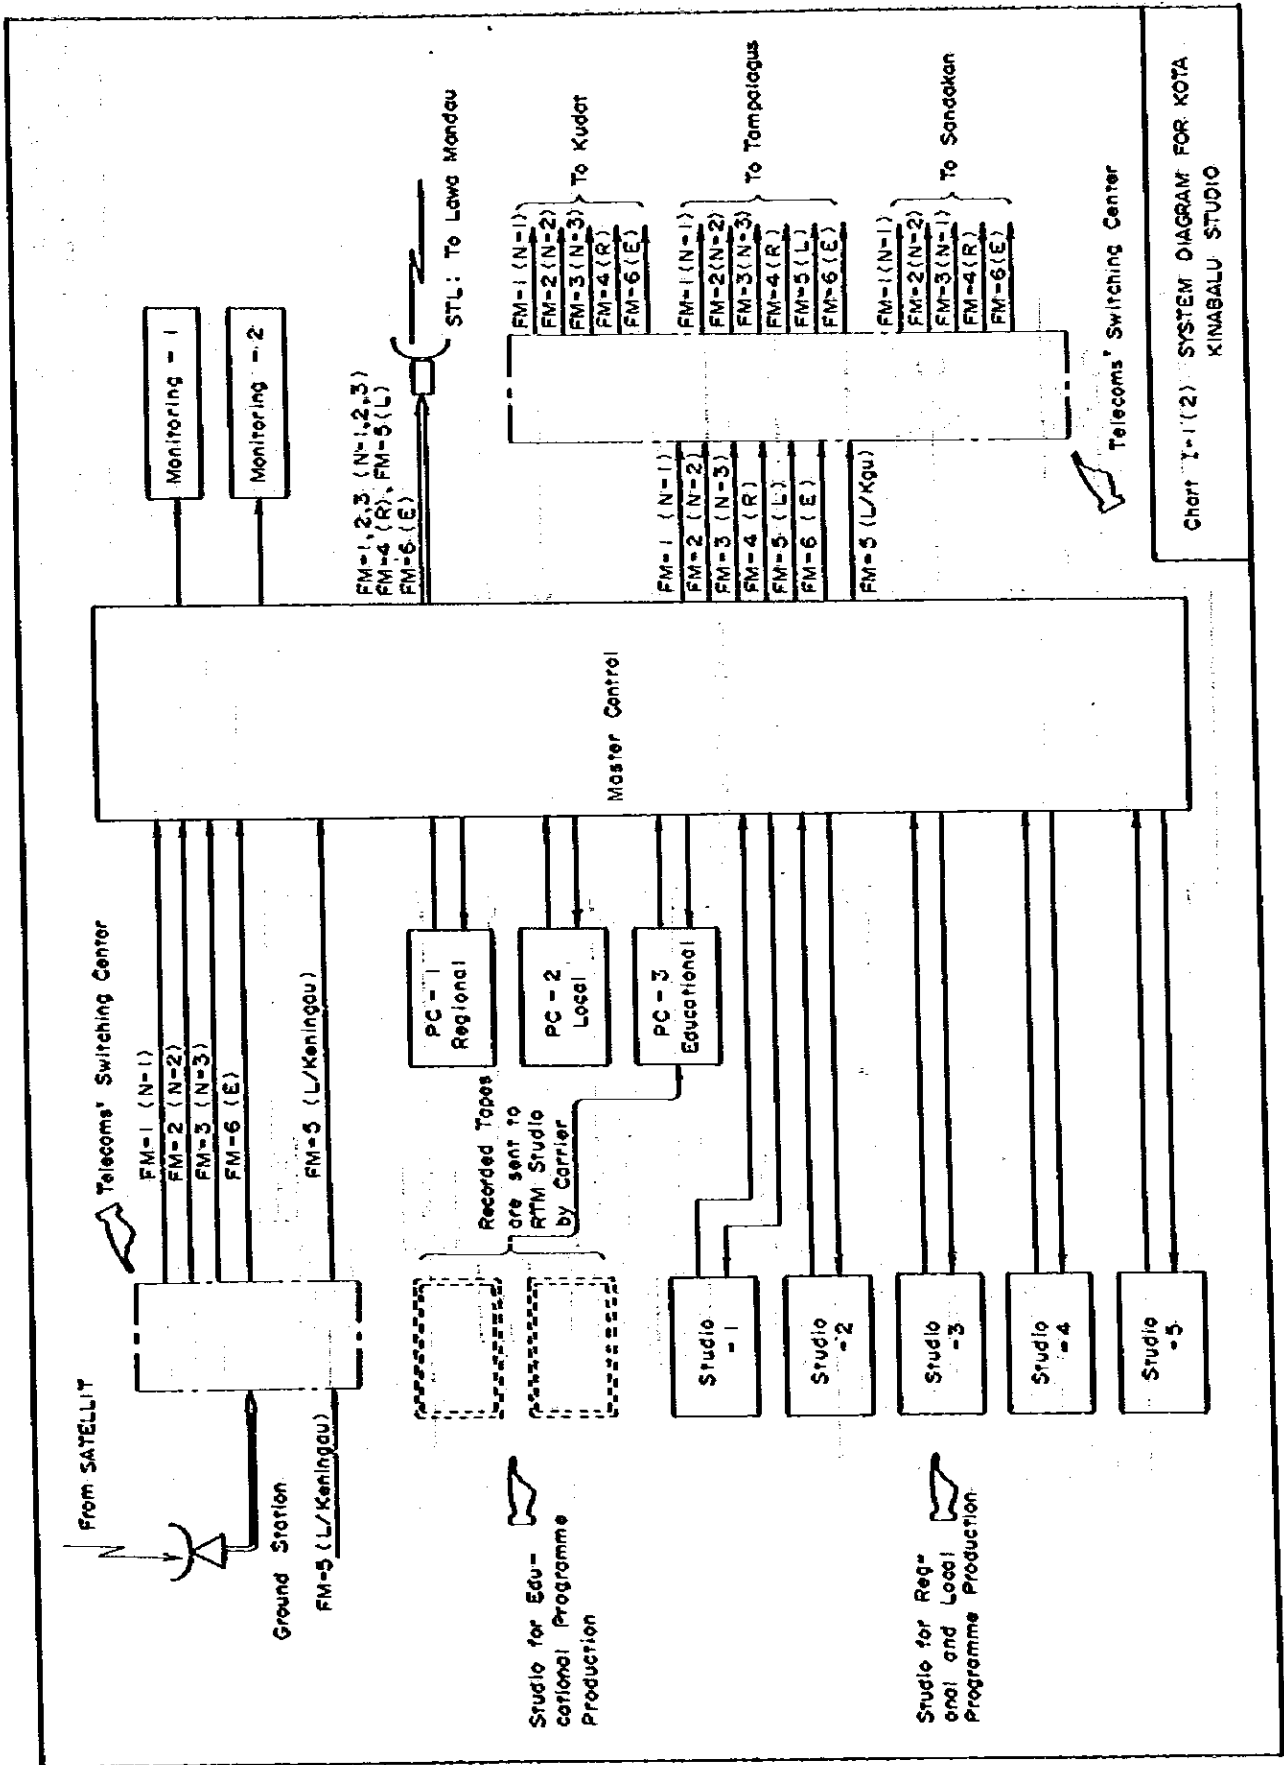 From SATELLIT
Ground Station
FM-5 (L/Keningau)
Telecoms' Switching Center
FM-1 (N-1)
FM-2 (N-2)
FM-3 (N-3)
FM-6 (E)
FM-5 (L/Keningau)
Studio for Edu-
cational Programme
Production
Recorded Tapes
are sent to
RTM Studio
by Carrier
PC-1
Regional
PC-2
Local
PC-3
Educational
Studio for Regi-
onal and Local
Programme Production
Studio
-1
Studio
-2
Studio
-3
Studio
-4
Studio
-5
Master Control
Monitoring - 1
Monitoring - 2
FM-1,2,3 (N-1,2,3)
FM-4 (R), FM-5 (L)
FM-6 (E)
STL: To Lawa Mandau
FM-1 (N-1)
FM-2 (N-2)
FM-3 (N-3)
FM-4 (R)
FM-5 (L)
FM-6 (E)
FM-5 (L/Kgu)
FM-1(N-1)
FM-2(N-2)
FM-3(N-3)
FM-4(R)
FM-6(E)
To Kudat
FM-1(N-1)
FM-2(N-2)
FM-3(N-3)
FM-4(R)
FM-5(L)
FM-6(E)
To Tampalagus
FM-1(N-1)
FM-2(N-2)
FM-3(N-1)
FM-4(R)
FM-6(E)
To Sandakan
Telecoms' Switching Center
Chart I-1(2) SYSTEM DIAGRAM FOR KOTA
KINABALU STUDIO